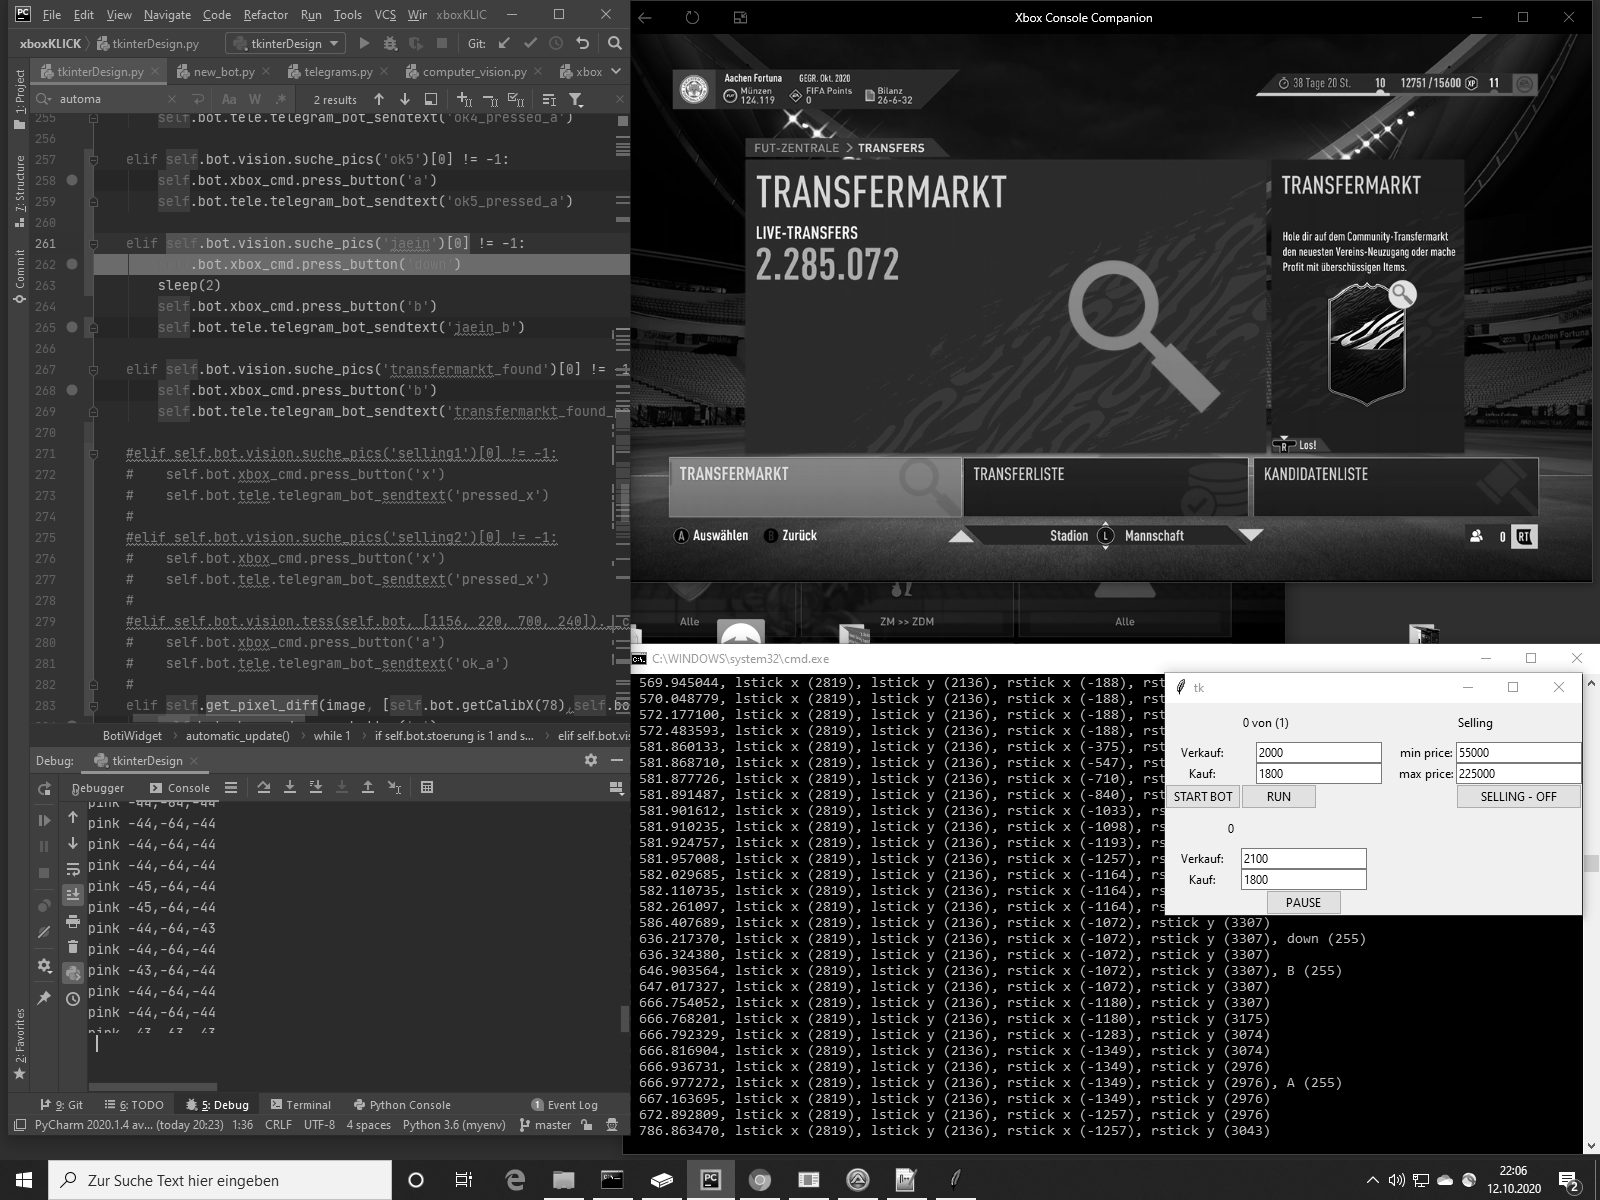 File Edit View Navigate Code Refactor Run Tools VCS Wir xboxKLIC
xboxKLICK tkinterDesign.py tkinterDesign Git:
tkinterDesign.py new_bot.py telegrams.py computer_vision.py xbox
automa Aa W .* 2 results
1: Project
7: Structure
Commit
2: Favorites
255 self.bot.tele.telegram_bot_sendtext('ok4_pressed_a')
256
257 elif self.bot.vision.suche_pics('ok5')[0] != -1:
258 self.bot.xbox_cmd.press_button('a')
259 self.bot.tele.telegram_bot_sendtext('ok5_pressed_a')
260
261 elif self.bot.vision.suche_pics('jaein')[0] != -1:
262 .bot.xbox_cmd.press_button('down')
263 sleep(2)
264 self.bot.xbox_cmd.press_button('b')
265 self.bot.tele.telegram_bot_sendtext('jaein_b')
266
267 elif self.bot.vision.suche_pics('transfermarkt_found')[0] != -1
268 self.bot.xbox_cmd.press_button('b')
269 self.bot.tele.telegram_bot_sendtext('transfermarkt_found_
270
271 #elif self.bot.vision.suche_pics('selling1')[0] != -1:
272 # self.bot.xbox_cmd.press_button('x')
273 # self.bot.tele.telegram_bot_sendtext('pressed_x')
274 #
275 #elif self.bot.vision.suche_pics('selling2')[0] != -1:
276 # self.bot.xbox_cmd.press_button('x')
277 # self.bot.tele.telegram_bot_sendtext('pressed_x')
278 #
279 #elif self.bot.vision.tess(self.bot, [1156, 220, 700, 240]).
280 # self.bot.xbox_cmd.press_button('a')
281 # self.bot.tele.telegram_bot_sendtext('ok_a')
282 #
283 elif self.get_pixel_diff(image, [self.bot.getCalibX(78),self.bo
BotiWidget automatic_update() while 1 if self.bot.stoerung is 1 and s... elif self.bot.vi
Debug: tkinterDesign
Debugger Console
pink -44,-64,-44
pink -44,-64,-44
pink -44,-64,-44
pink -44,-64,-44
pink -45,-64,-44
pink -45,-64,-44
pink -44,-64,-43
pink -44,-64,-44
pink -43,-64,-44
pink -44,-64,-44
pink -44,-64,-44
pink -43,-63,-43
9: Git 6: TODO 5: Debug Terminal Python Console 1 Event Log
PyCharm 2020.1.4 av... (today 20:23) 1:36 CRLF UTF-8 4 spaces Python 3.6 (myenv) master
Xbox Console Companion
Aachen Fortuna GEGR. Okt. 2020
Münzen 124.119 FIFA Points 0 Bilanz 26-6-32
38 Tage 20 St. 10 12751/15600 XP 11
FUT-ZENTRALE > TRANSFERS
TRANSFERMARKT
LIVE-TRANSFERS
2.285.072
TRANSFERMARKT
Hole dir auf dem Community-Transfermarkt
den neuesten Vereins-Neuzugang oder mache
Profit mit überschüssigen Items.
R Los!
TRANSFERMARKT TRANSFERLISTE KANDIDATENLISTE
A Auswählen B Zurück Stadion L Mannschaft 0 RT
Alle ZM >> ZDM Alle
C:\WINDOWS\system32\cmd.exe
569.945044, lstick x (2819), lstick y (2136), rstick x (-188), rst
570.048779, lstick x (2819), lstick y (2136), rstick x (-188), rst
572.177100, lstick x (2819), lstick y (2136), rstick x (-188), rst
572.483593, lstick x (2819), lstick y (2136), rstick x (-188), rst
581.860133, lstick x (2819), lstick y (2136), rstick x (-375), rst
581.868710, lstick x (2819), lstick y (2136), rstick x (-547), rst
581.877726, lstick x (2819), lstick y (2136), rstick x (-710), rst
581.891487, lstick x (2819), lstick y (2136), rstick x (-840), rst
581.901612, lstick x (2819), lstick y (2136), rstick x (-1033), rs
581.910235, lstick x (2819), lstick y (2136), rstick x (-1098), rs
581.924757, lstick x (2819), lstick y (2136), rstick x (-1193), rs
581.957008, lstick x (2819), lstick y (2136), rstick x (-1257), rs
582.029685, lstick x (2819), lstick y (2136), rstick x (-1164), rs
582.110735, lstick x (2819), lstick y (2136), rstick x (-1164), rs
582.261097, lstick x (2819), lstick y (2136), rstick x (-1164), rs
586.407689, lstick x (2819), lstick y (2136), rstick x (-1072), rstick y (3307)
636.217370, lstick x (2819), lstick y (2136), rstick x (-1072), rstick y (3307), down (255)
636.324380, lstick x (2819), lstick y (2136), rstick x (-1072), rstick y (3307)
646.903564, lstick x (2819), lstick y (2136), rstick x (-1072), rstick y (3307), B (255)
647.017327, lstick x (2819), lstick y (2136), rstick x (-1072), rstick y (3307)
666.754052, lstick x (2819), lstick y (2136), rstick x (-1180), rstick y (3307)
666.768201, lstick x (2819), lstick y (2136), rstick x (-1180), rstick y (3175)
666.792329, lstick x (2819), lstick y (2136), rstick x (-1283), rstick y (3074)
666.816904, lstick x (2819), lstick y (2136), rstick x (-1349), rstick y (3074)
666.936731, lstick x (2819), lstick y (2136), rstick x (-1349), rstick y (2976)
666.977272, lstick x (2819), lstick y (2136), rstick x (-1349), rstick y (2976), A (255)
667.163695, lstick x (2819), lstick y (2136), rstick x (-1349), rstick y (2976)
672.892809, lstick x (2819), lstick y (2136), rstick x (-1257), rstick y (2976)
786.863470, lstick x (2819), lstick y (2136), rstick x (-1257), rstick y (3043)
tk
0 von (1) Selling
Verkauf: 2000 min price: 55000
Kauf: 1800 max price: 225000
START BOT RUN SELLING - OFF
0
Verkauf: 2100
Kauf: 1800
PAUSE
Zur Suche Text hier eingeben
22:06
12.10.2020
2